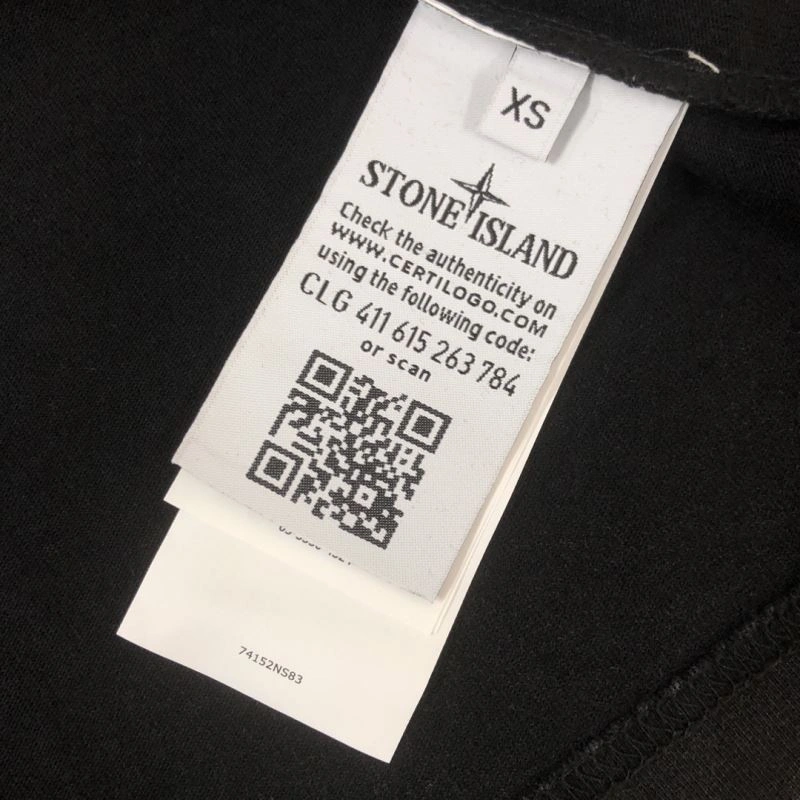 XS
STONE ISLAND
Check the authenticity on
WWW.CERTILOGO.COM
using the following code:
CLG 411 615 263 784
or scan
74152NS83